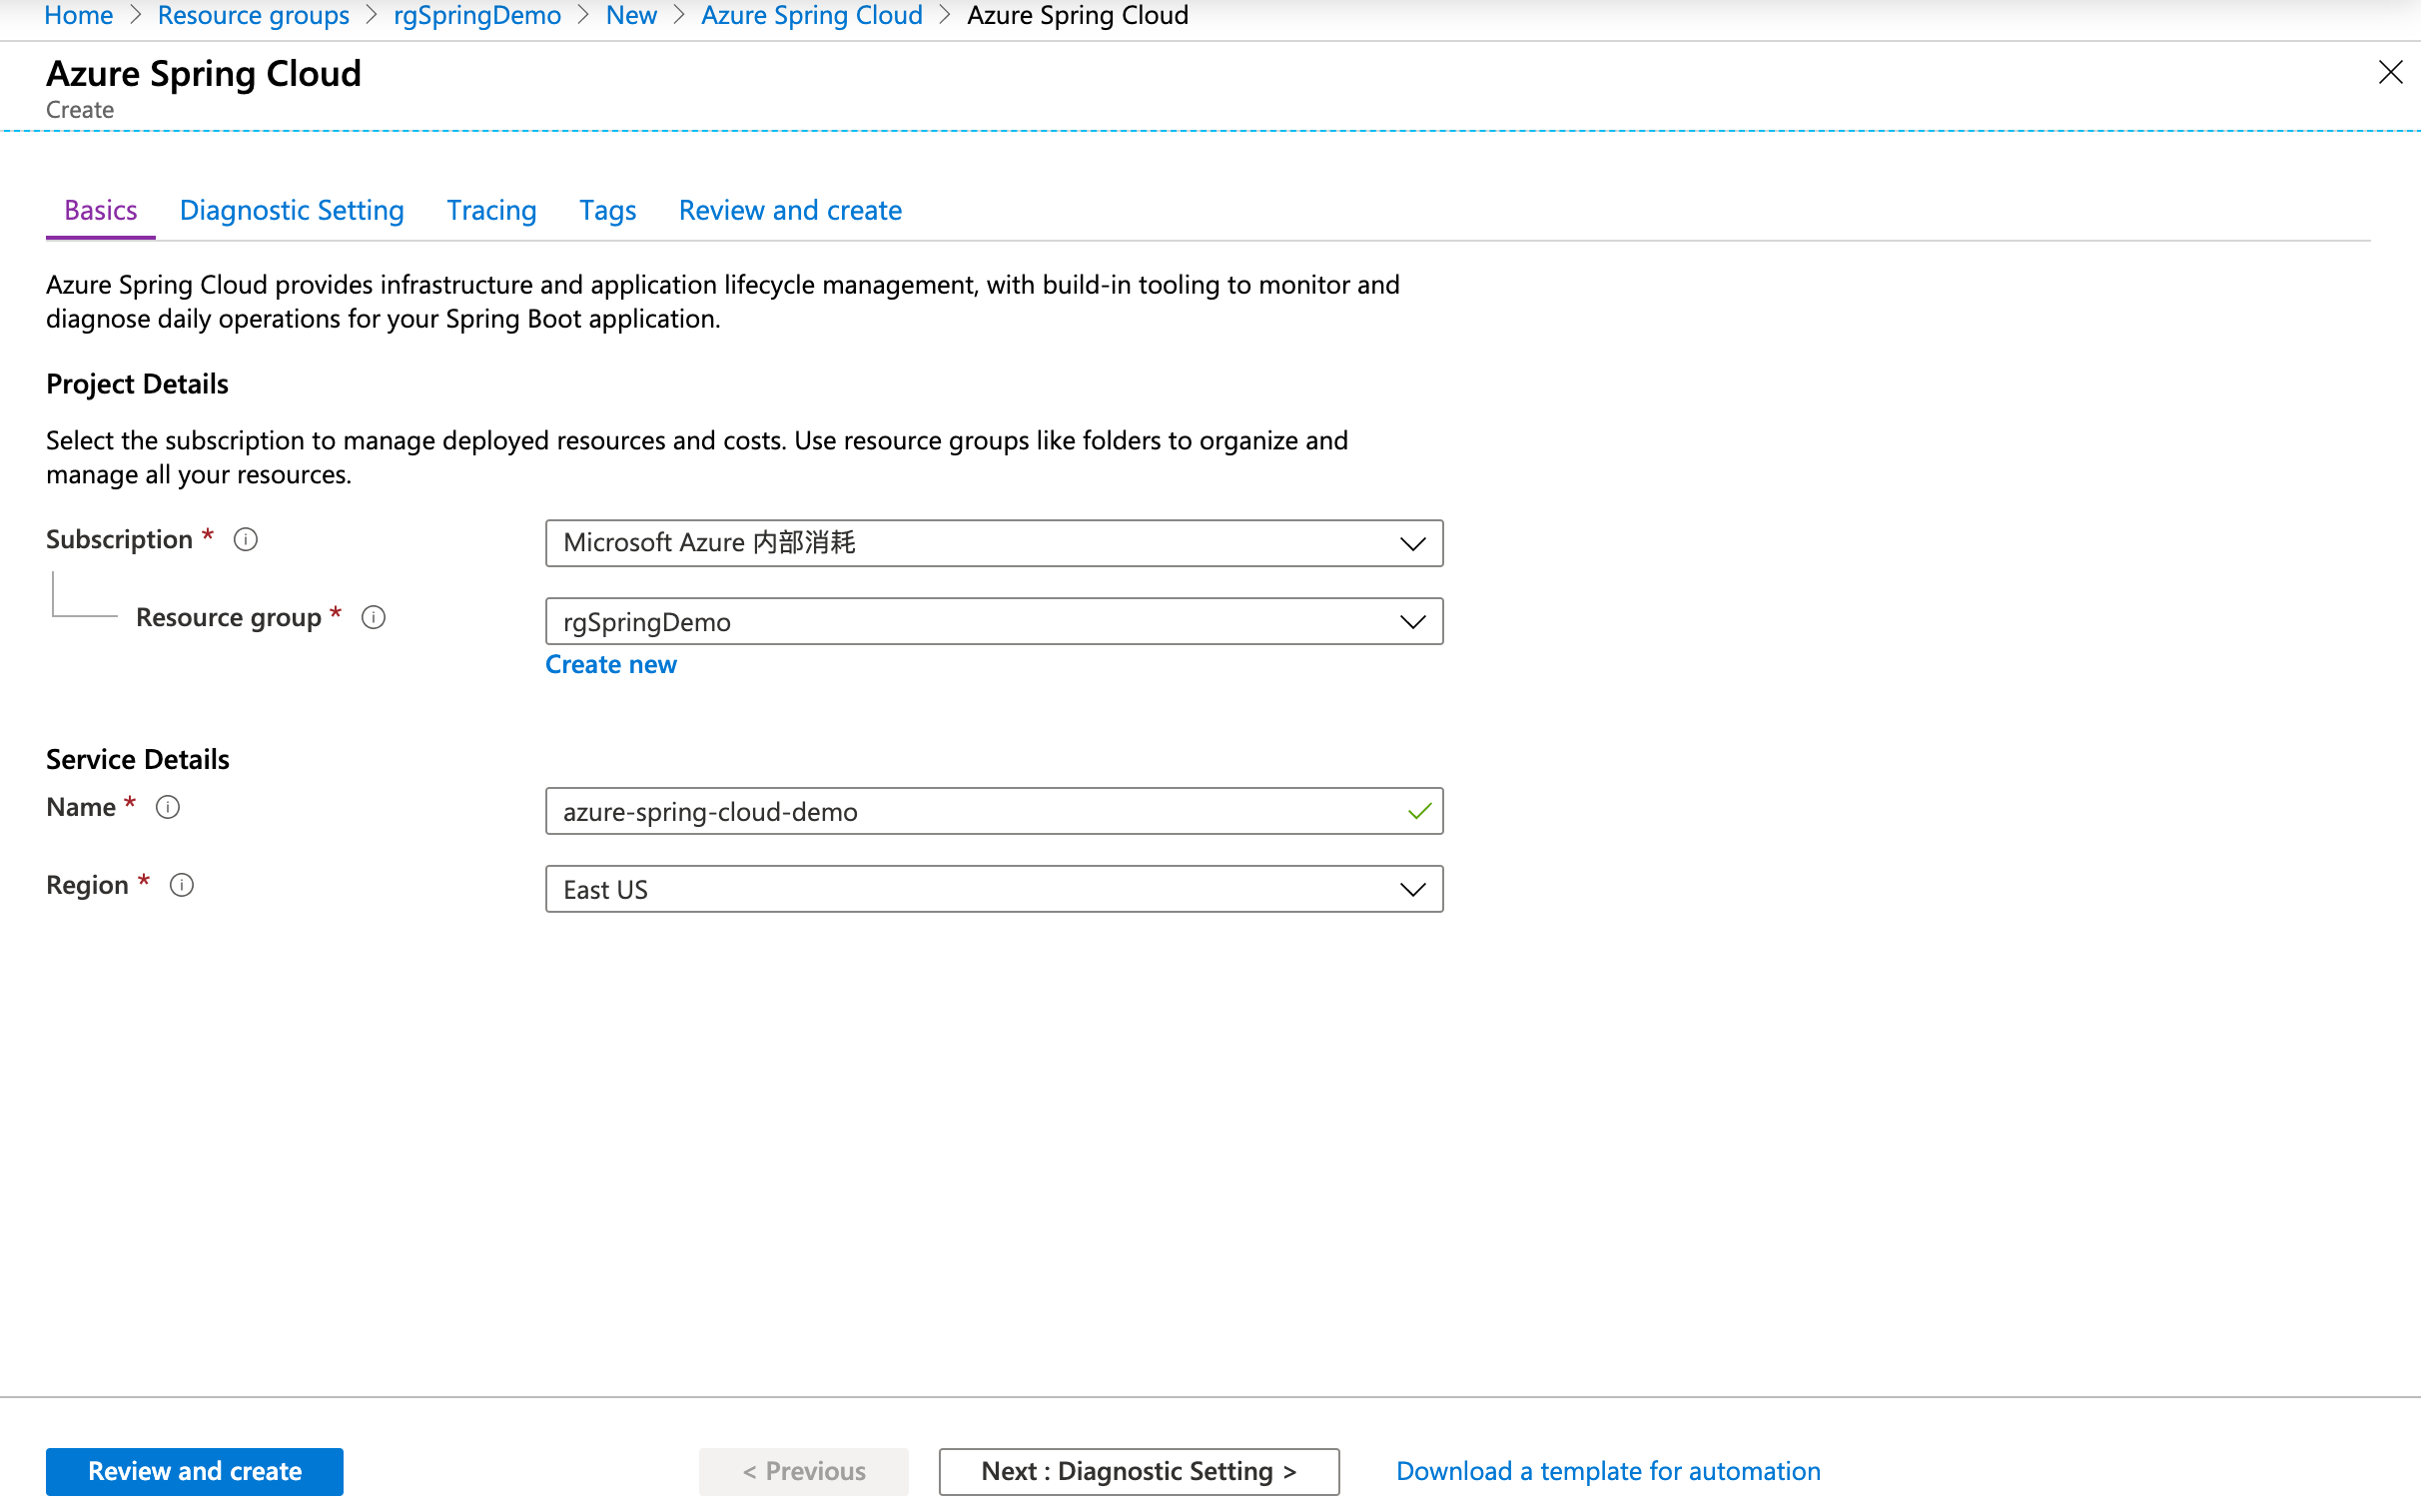 Home > Resource groups > rgSpringDemo > New > Azure Spring Cloud > Azure Spring Cloud
Azure Spring Cloud
Create
Basics Diagnostic Setting Tracing Tags Review and create
Azure Spring Cloud provides infrastructure and application lifecycle management, with build-in tooling to monitor and
diagnose daily operations for your Spring Boot application.
Project Details
Select the subscription to manage deployed resources and costs. Use resource groups like folders to organize and
manage all your resources.
Subscription * Microsoft Azure 内部消耗
Resource group * rgSpringDemo
Create new
Service Details
Name * azure-spring-cloud-demo
Region * East US
Review and create < Previous Next : Diagnostic Setting > Download a template for automation